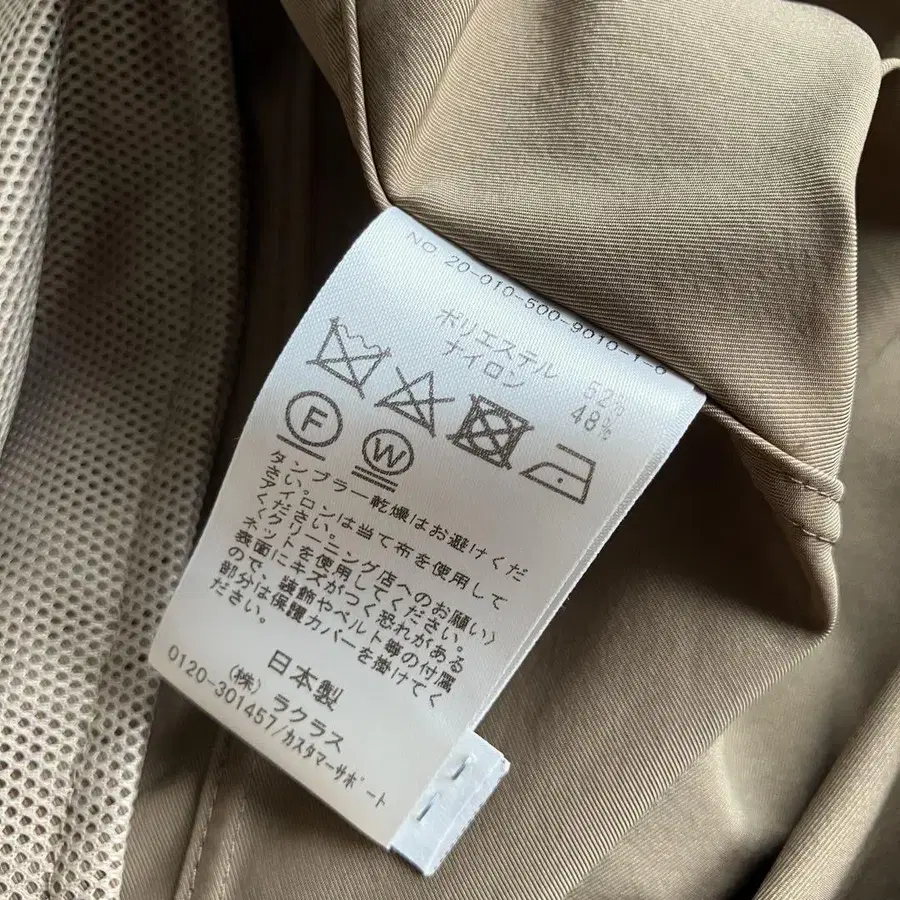 NO 20-010-500-9010-1-6
ポリエステル 52%
ナイロン 48%
F
W
タンブラー乾燥はお避けくだ
さい。
アイロンは当て布を使用して
ください。
くクリーニング店へのお願い〉
ネットを使用してください。
表面にキズがつく恐れがある
ので、装飾やベルト等の付属
部分は保護カバーを掛けてく
ださい。
日本製
(株) ラクラス
0120-301457/カスタマーサポート